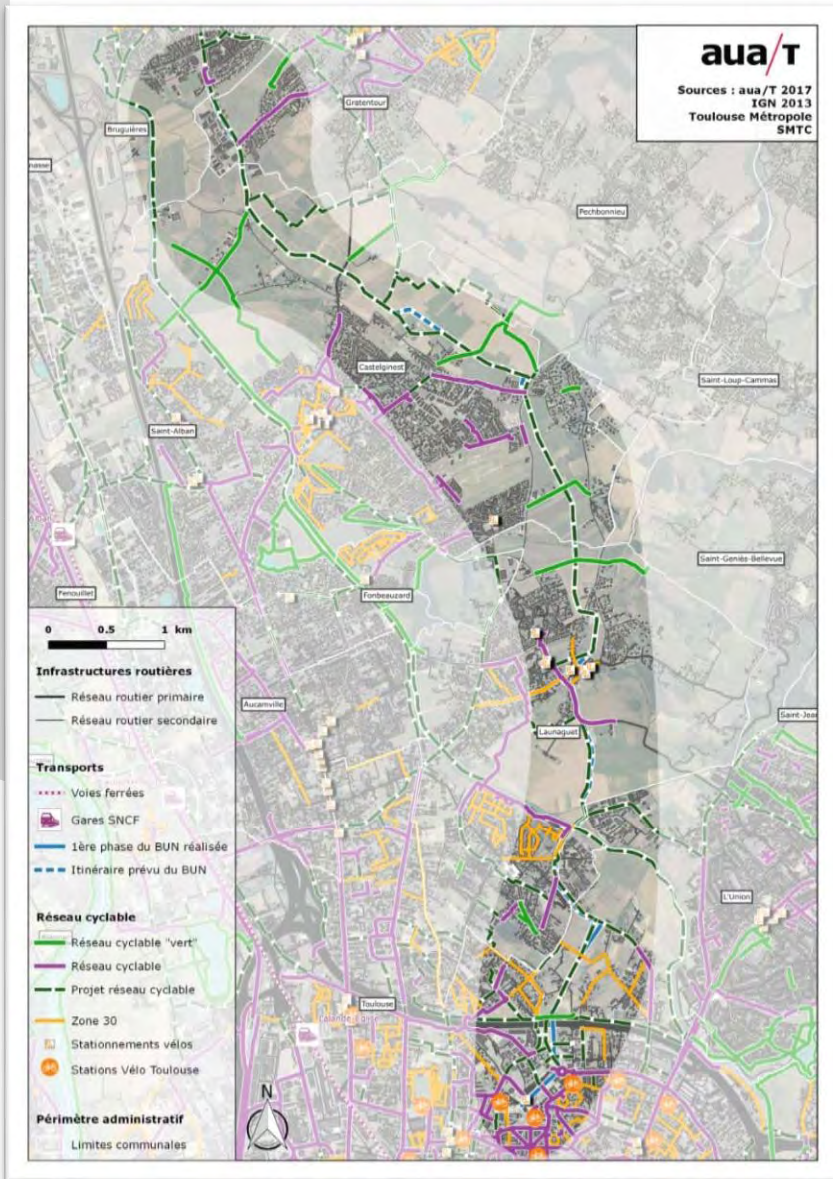 aua/T
Sources : aua/T 2017
IGN 2013
Toulouse Métropole
SMTC
Gratentour
Bruguières
Pechbonnieu
Castelginest
Saint-Loup-Cammas
Saint-Alban
Saint-Geniès-Bellevue
Fenouillet
Fonbeauzard
0 0.5 1 km
Infrastructures routières
Réseau routier primaire
Réseau routier secondaire
Aucamville
Saint-Jea
Launaguet
Transports
Voies ferrées
Gares SNCF
1ère phase du BUN réalisée
Itinéraire prévu du BUN
L'Union
Réseau cyclable
Réseau cyclable "vert"
Réseau cyclable
Projet réseau cyclable
Toulouse
Zone 30
Stationnements vélos
Stations Vélo Toulouse
N
Périmètre administratif
Limites communales